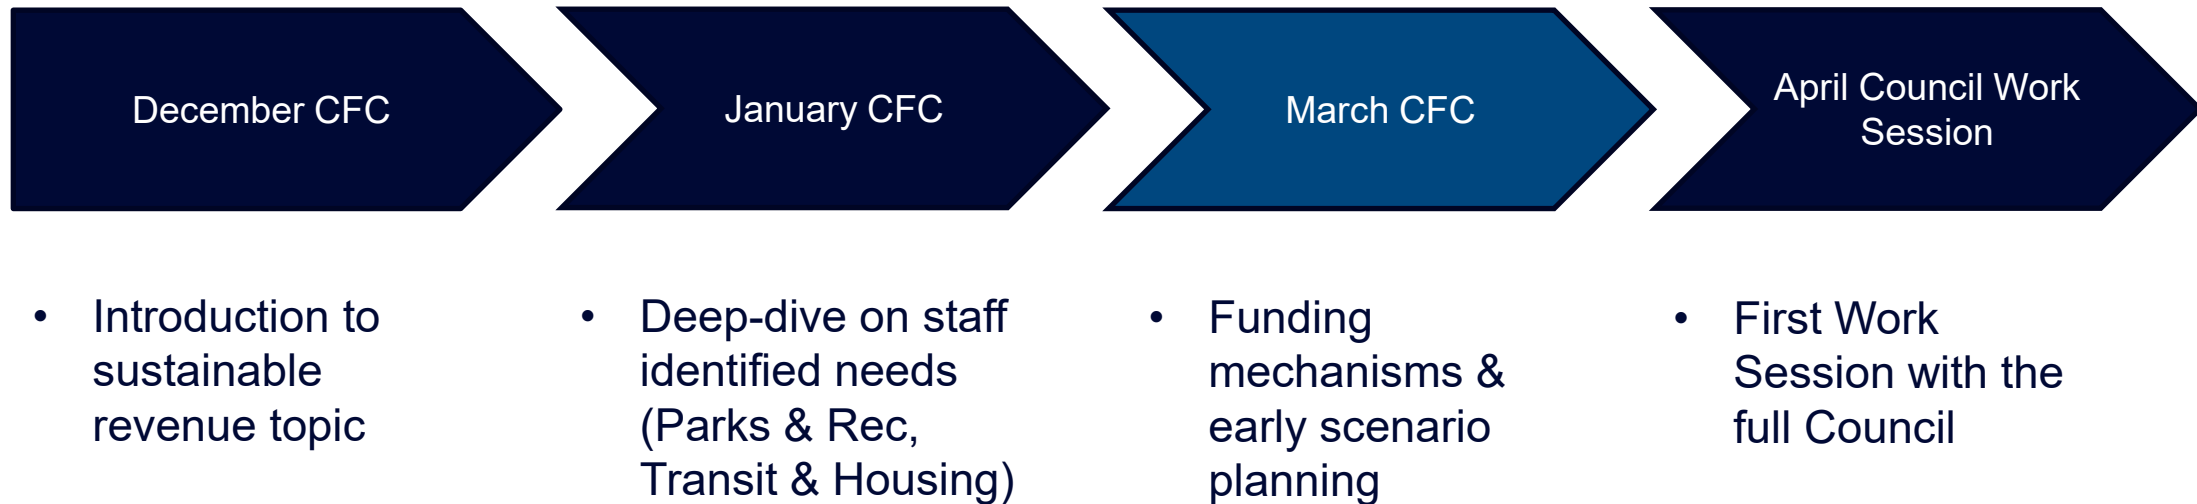 December CFC
January CFC
March CFC
April Council Work
Session
• Introduction to
sustainable
revenue topic
• Deep-dive on staff
identified needs
(Parks & Rec,
Transit & Housing)
• Funding
mechanisms &
early scenario
planning
• First Work
Session with the
full Council